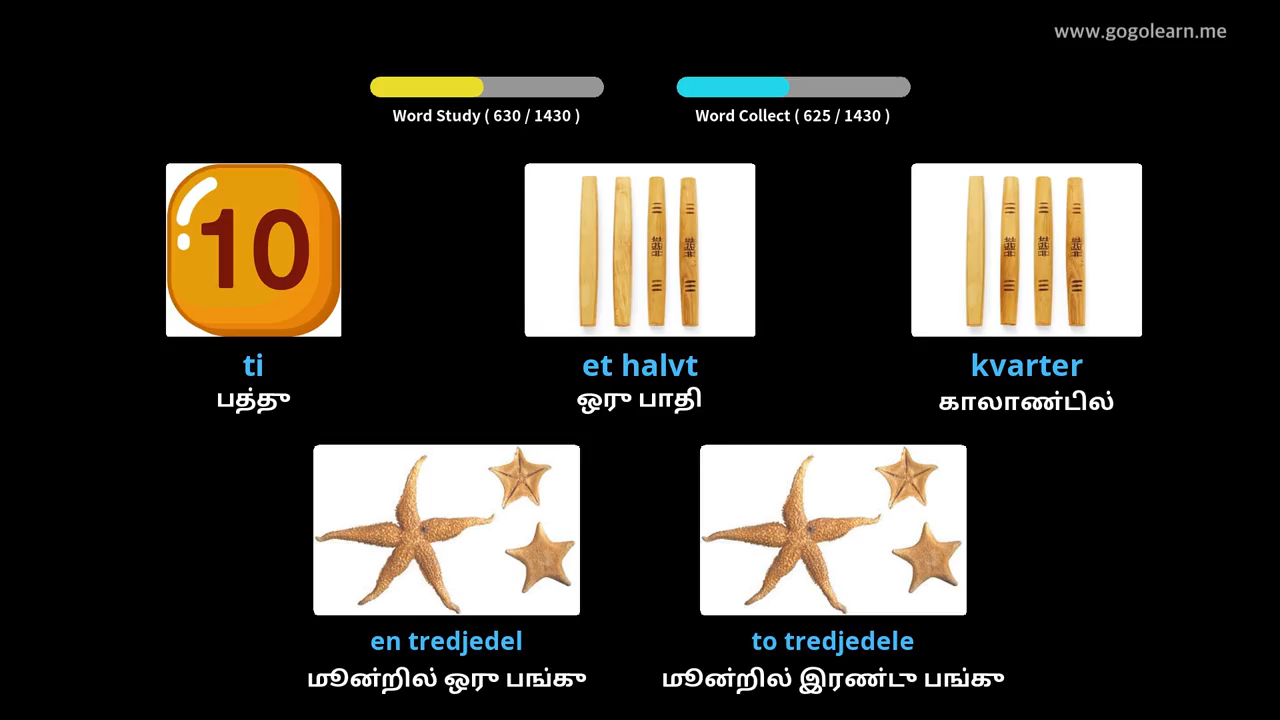 www.gogolearn.me
Word Study ( 630 / 1430 )
Word Collect ( 625 / 1430 )
10
ti
பத்து
et halvt
ஒரு பாதி
kvarter
காலாண்டில்
en tredjedel
மூன்றில் ஒரு பங்கு
to tredjedele
மூன்றில் இரண்டு பங்கு